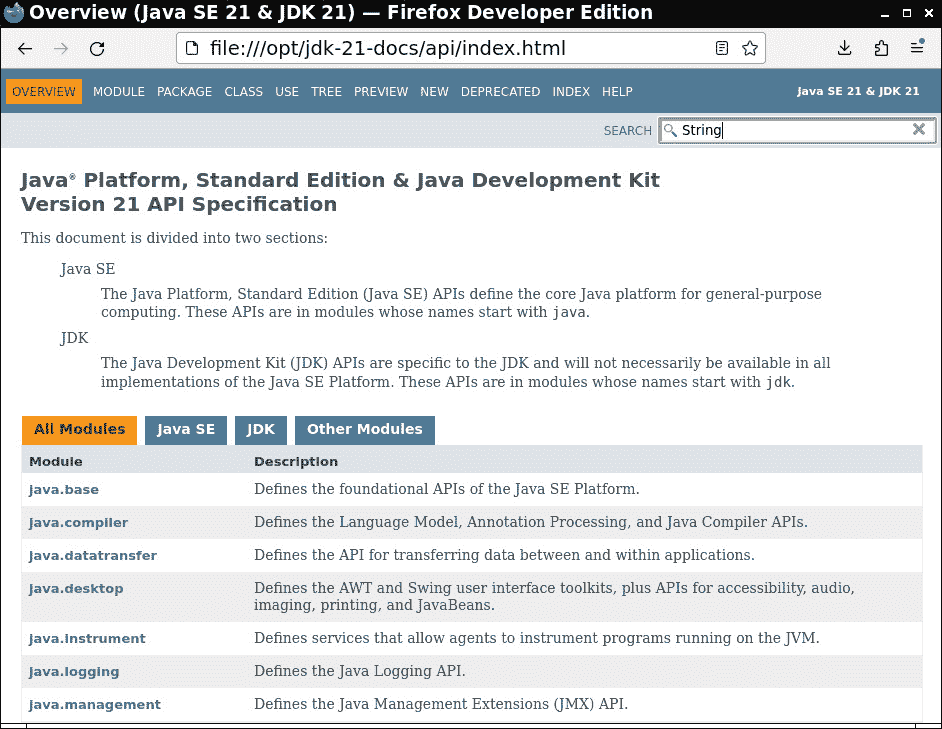 Overview (Java SE 21 & JDK 21) — Firefox Developer Edition
file:///opt/jdk-21-docs/api/index.html
OVERVIEW MODULE PACKAGE CLASS USE TREE PREVIEW NEW DEPRECATED INDEX HELP Java SE 21 & JDK 21
SEARCH String
Java® Platform, Standard Edition & Java Development Kit
Version 21 API Specification
This document is divided into two sections:
Java SE
The Java Platform, Standard Edition (Java SE) APIs define the core Java platform for general-purpose
computing. These APIs are in modules whose names start with java.
JDK
The Java Development Kit (JDK) APIs are specific to the JDK and will not necessarily be available in all
implementations of the Java SE Platform. These APIs are in modules whose names start with jdk.
All Modules Java SE JDK Other Modules
Module Description
java.base Defines the foundational APIs of the Java SE Platform.
java.compiler Defines the Language Model, Annotation Processing, and Java Compiler APIs.
java.datatransfer Defines the API for transferring data between and within applications.
java.desktop Defines the AWT and Swing user interface toolkits, plus APIs for accessibility, audio,
imaging, printing, and JavaBeans.
java.instrument Defines services that allow agents to instrument programs running on the JVM.
java.logging Defines the Java Logging API.
java.management Defines the Java Management Extensions (JMX) API.